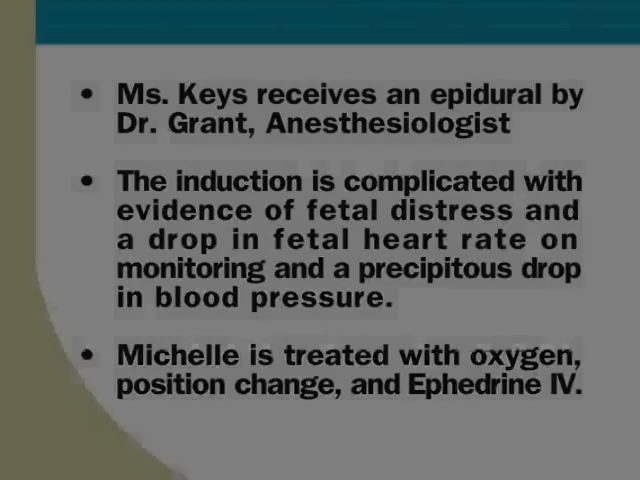 • Ms. Keys receives an epidural by
Dr. Grant, Anesthesiologist
• The induction is complicated with
evidence of fetal distress and
a drop in fetal heart rate on
monitoring and a precipitous drop
in blood pressure.
• Michelle is treated with oxygen,
position change, and Ephedrine IV.